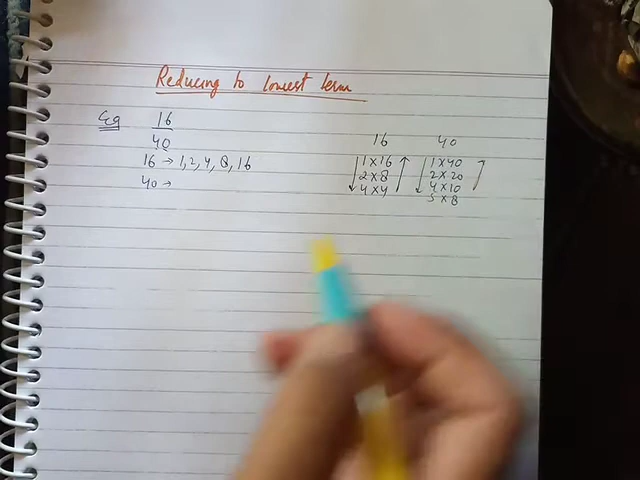 Reducing to lowest term
Eg 16
40
16 → 1, 2, 4, 8, 16
40 →
16
1 x 16
2 x 8
4 x 4
40
1 x 40
2 x 20
4 x 10
5 x 8